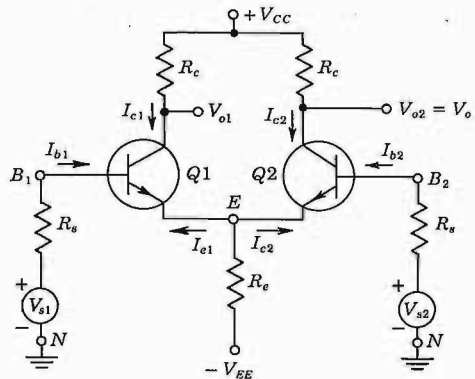 + V_CC
R_c
R_c
I_c1
V_o1
I_c2
V_o2 = V_o
I_b1
I_b2
B_1
Q1
Q2
B_2
R_s
E
R_s
I_e1
I_c2
R_e
+
V_s1
−
N
+
V_s2
−
N
− V_EE